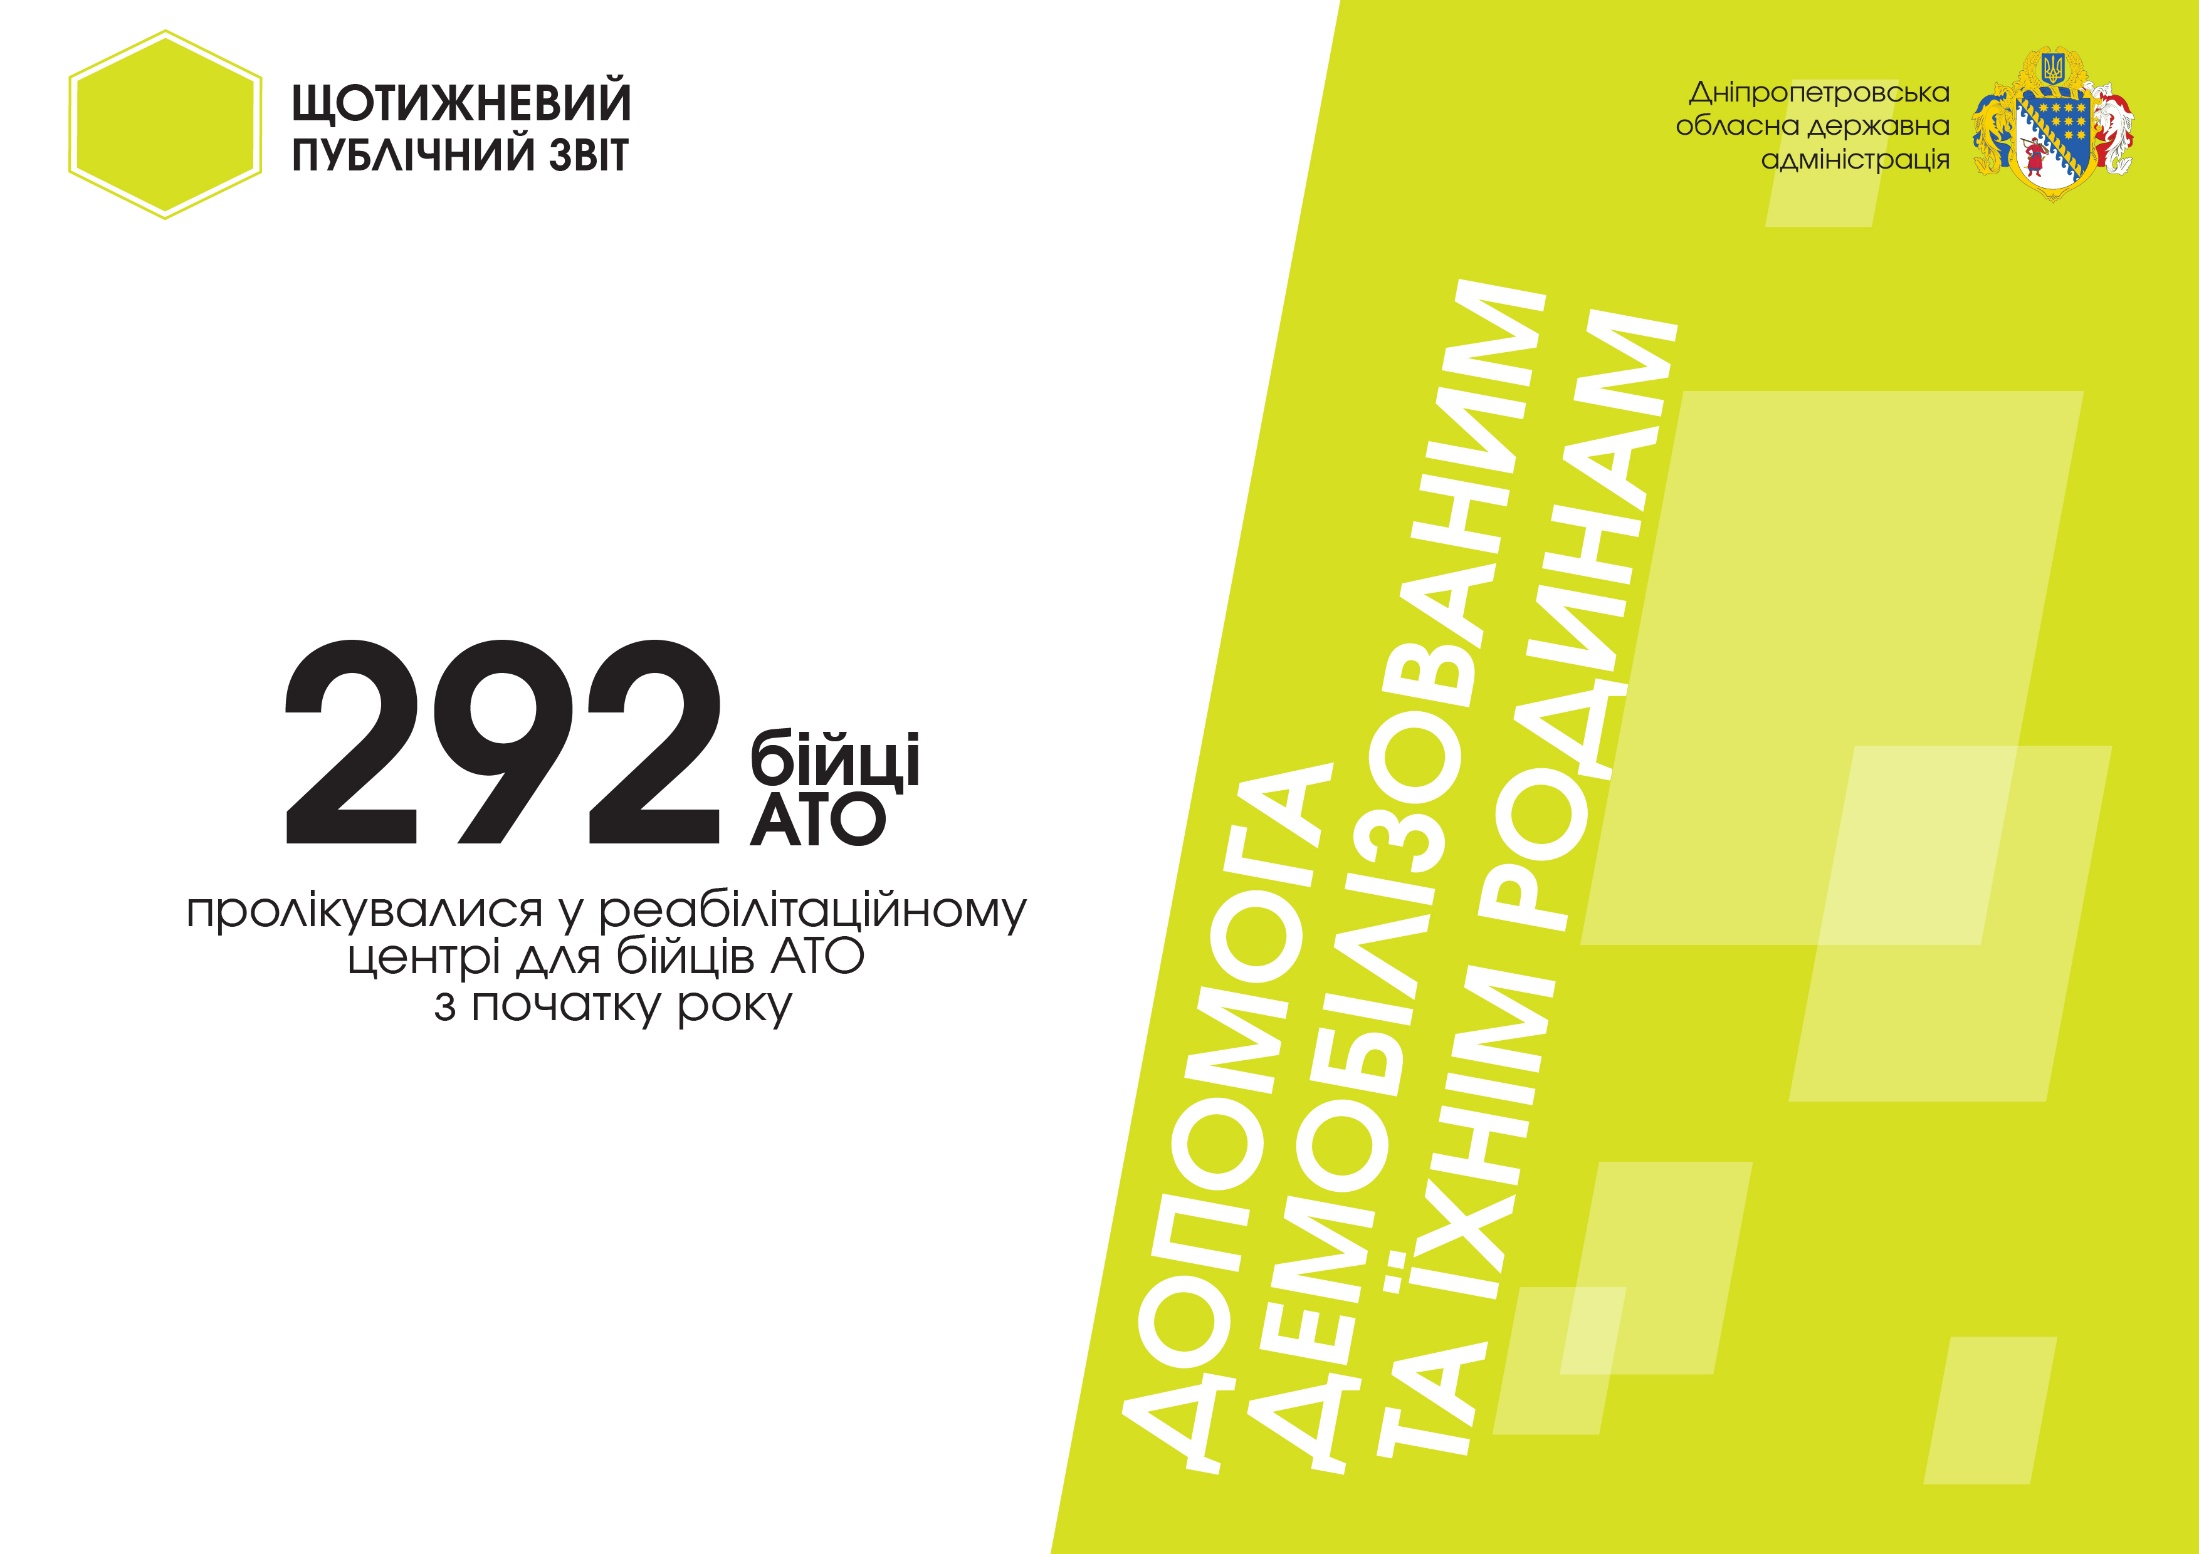 ЩОТИЖНЕВИЙ
ПУБЛІЧНИЙ ЗВІТ
Дніпропетровська
обласна державна
адміністрація
292 бійці
АТО
пролікувалися у реабілітаційному
центрі для бійців АТО
з початку року
ДОПОМОГА
ДЕМОБІЛІЗОВАНИМ
ТА ЇХНІМ РОДИНАМ